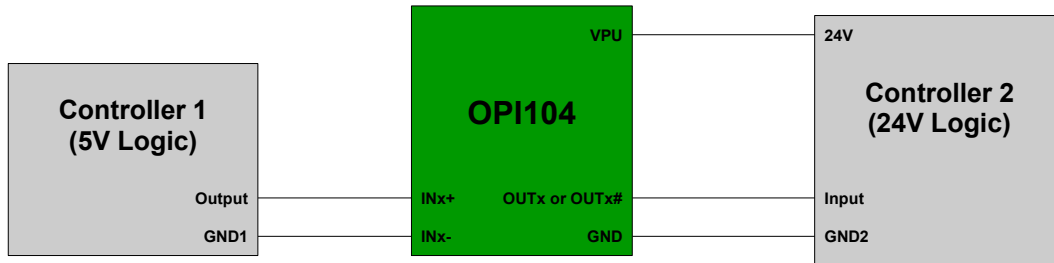 VPU
24V
Controller 1
(5V Logic)
OPI104
Controller 2
(24V Logic)
Output
INx+
OUTx or OUTx#
Input
GND1
INx-
GND
GND2